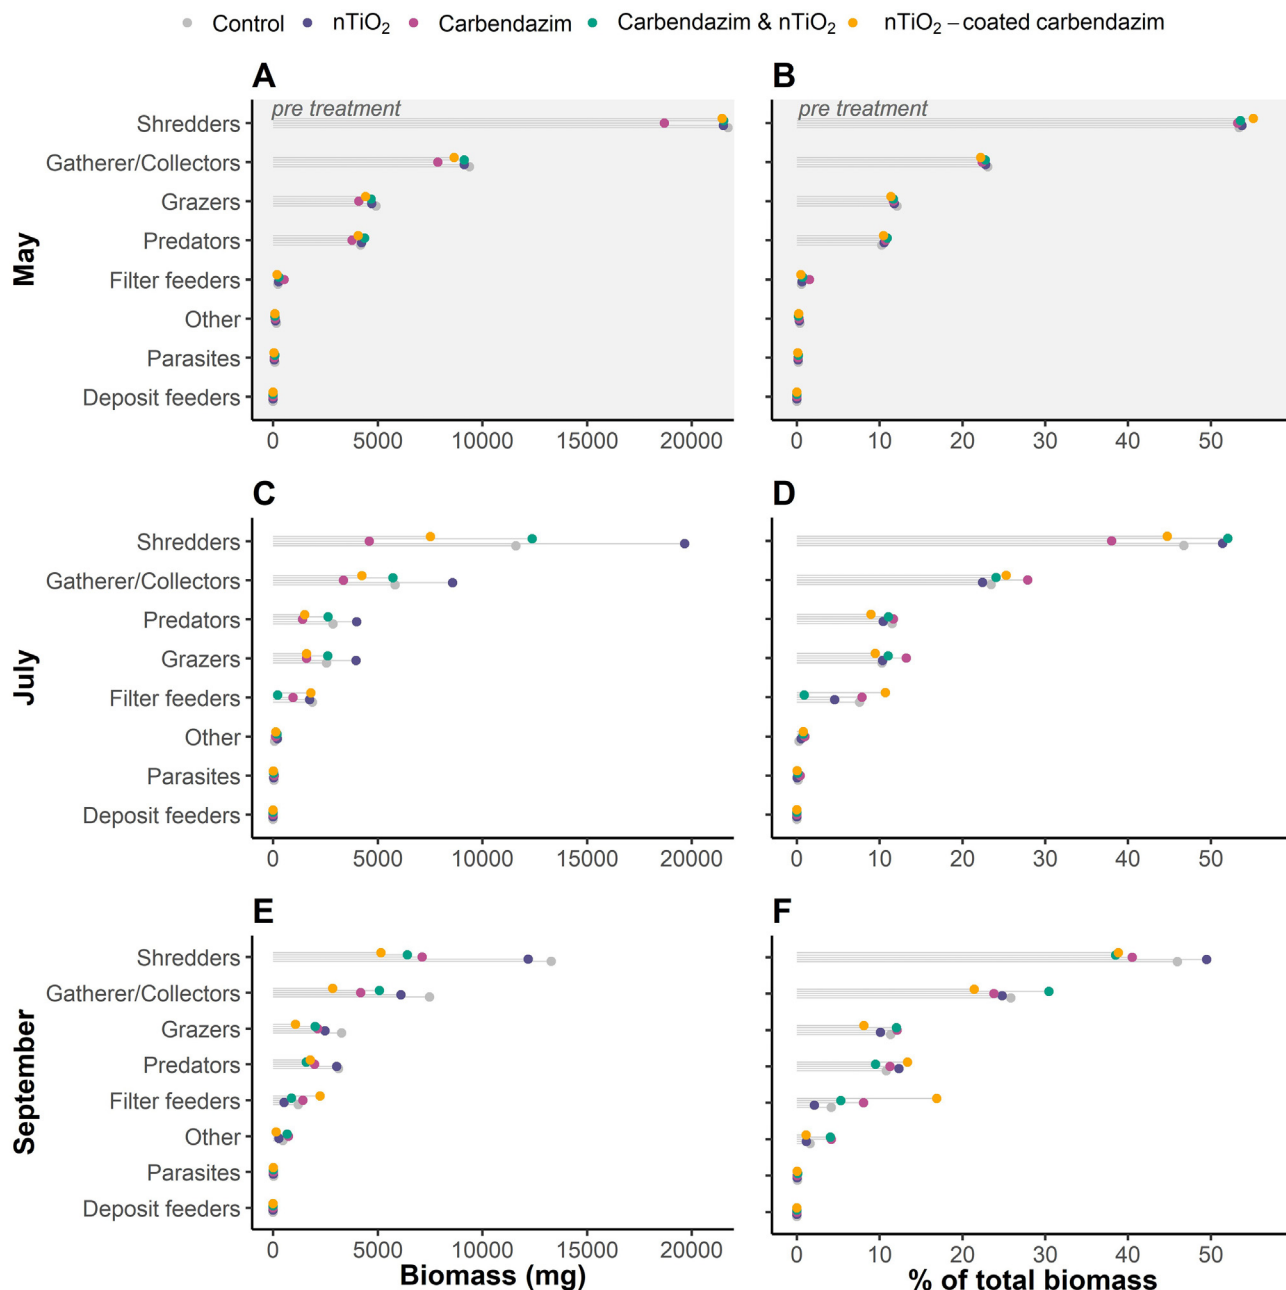 Control nTiO₂ Carbendazim Carbendazim & nTiO₂ nTiO₂ – coated carbendazim
A B
pre treatment pre treatment
May
Shredders
Gatherer/Collectors
Grazers
Predators
Filter feeders
Other
Parasites
Deposit feeders
0 5000 10000 15000 20000 0 10 20 30 40 50
C D
July
Shredders
Gatherer/Collectors
Predators
Grazers
Filter feeders
Other
Parasites
Deposit feeders
0 5000 10000 15000 20000 0 10 20 30 40 50
E F
September
Shredders
Gatherer/Collectors
Grazers
Predators
Filter feeders
Other
Parasites
Deposit feeders
0 5000 10000 15000 20000 0 10 20 30 40 50
Biomass (mg) % of total biomass